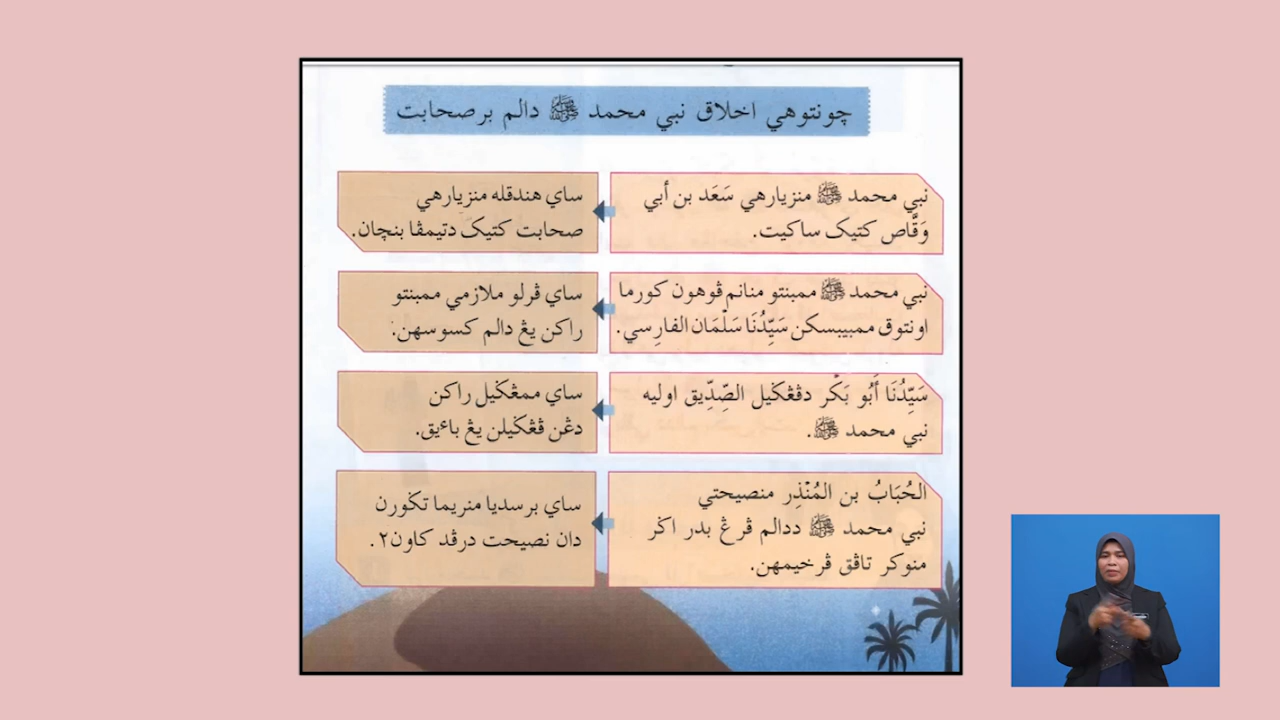 چونتوهي اخلاق نبي محمد ﷺ دالم برصحابت
نبي محمد ﷺ منزيارهي سَعَد بن أبي
وَقَّاص كتيک ساكيت.
ساي هندقله منزيارهي
صحابت كتيک دتيمڤا بنچان.
نبي محمد ﷺ ممبنتو منانم ڤوهون كورما
اونتوق ممبيبسكن سَيِّدُنَا سَلْمَان الفارِسي.
ساي ڤرلو ملازمي ممبنتو
راكن يڠ دالم كسوسهن.
سَيِّدُنَا أَبُو بَكْر دڤڠݢيل الصِّدِّيق اوليه
نبي محمد ﷺ.
ساي ممڠݢيل راكن
دڠن ڤڠݢيلن يڠ باءيق.
الحُبَابُ بن المُنْذِر منصيحتي
نبي محمد ﷺ ددالم ڤرڠ بدر اݢر
منوكر تاڤق ڤرخيمهن.
ساي برسديا منريما تݢورن
دان نصيحت درڤد كاون٢.